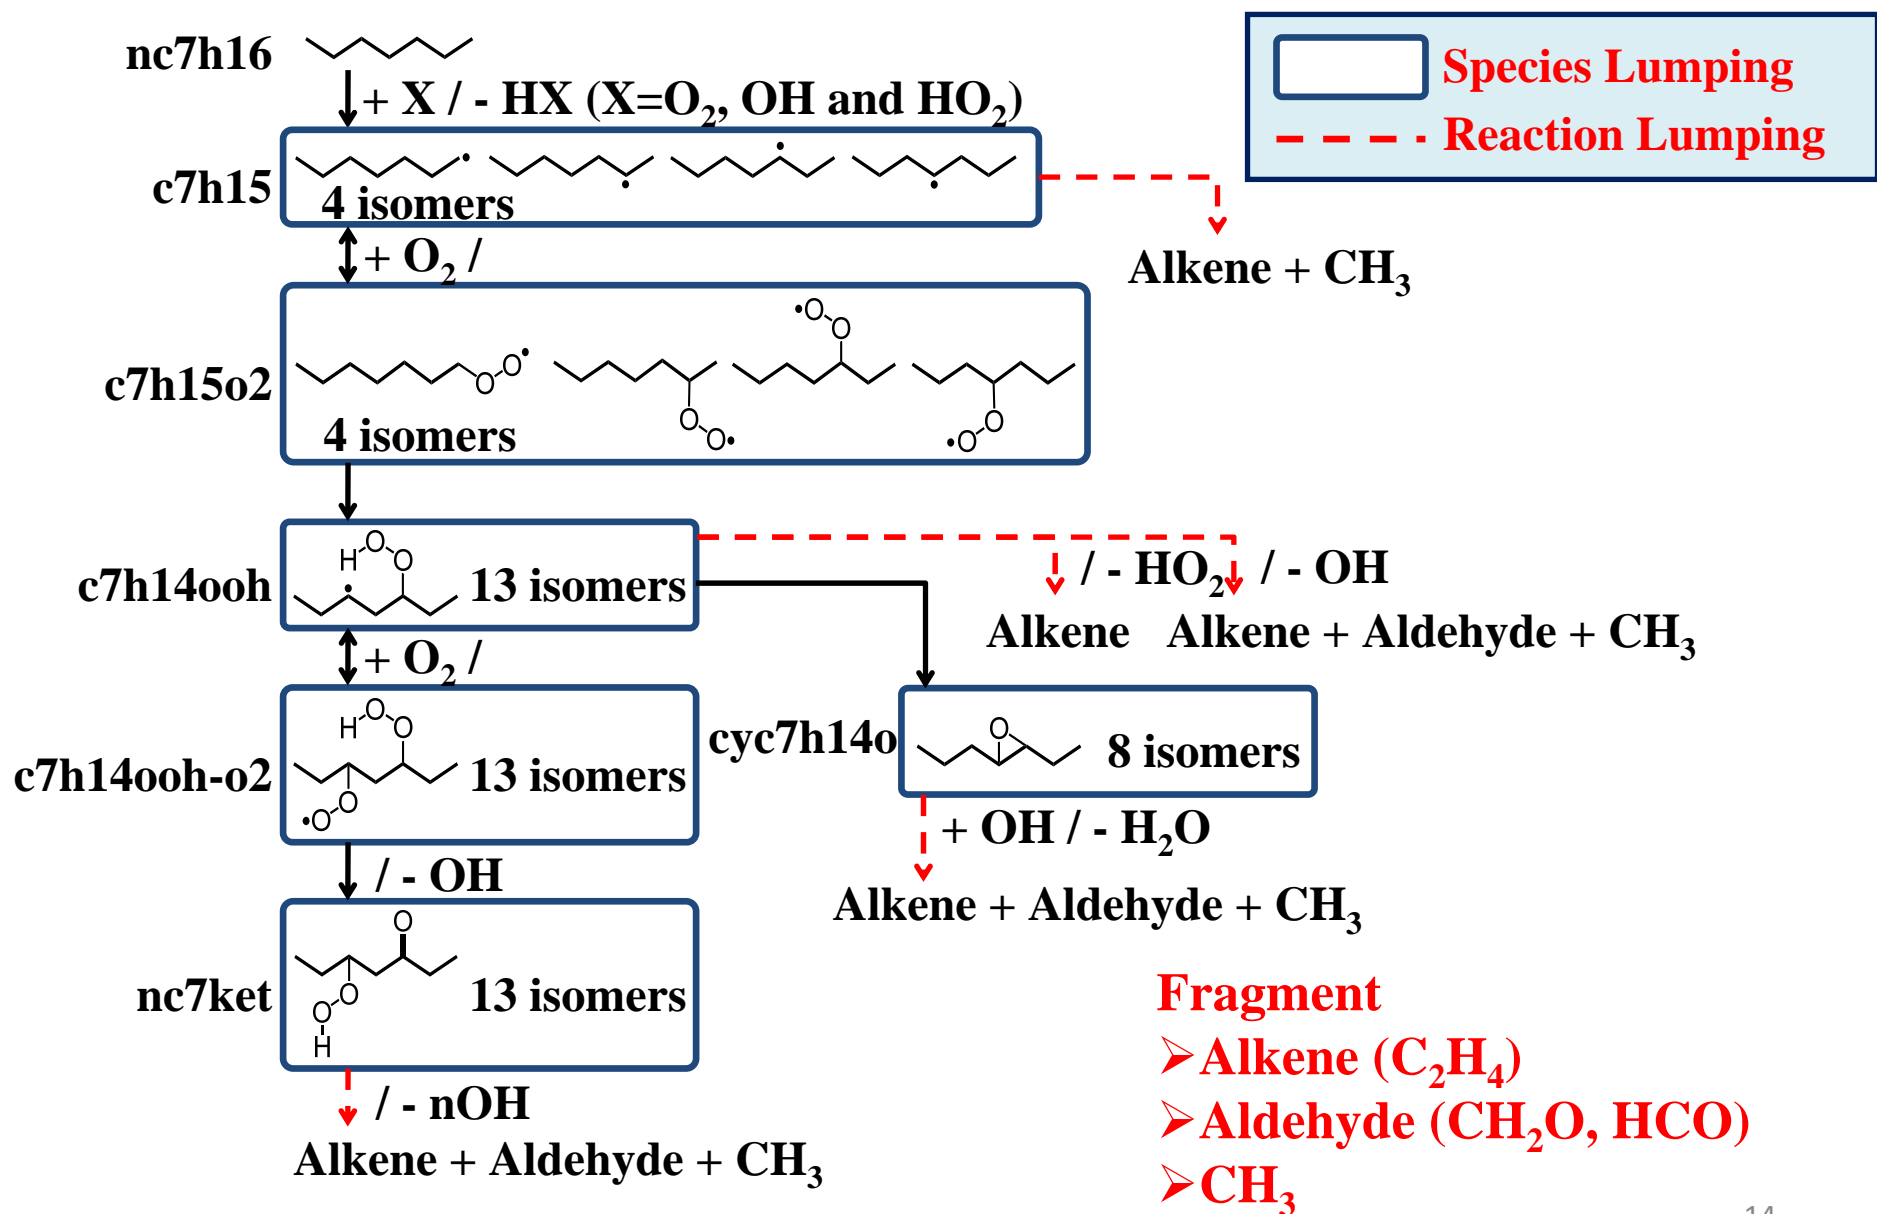 nc7h16
+ X / - HX (X=O2, OH and HO2)
Species Lumping
Reaction Lumping
c7h15
4 isomers
+ O2 /
Alkene + CH3
c7h15o2
•O
O
O O•
O
O•
O
•O
4 isomers
c7h14ooh
H O
O
13 isomers
/ - HO2
/ - OH
Alkene
Alkene + Aldehyde + CH3
+ O2 /
c7h14ooh-o2
H O
O
O
•O
13 isomers
cyc7h14o
O
8 isomers
+ OH / - H2O
Alkene + Aldehyde + CH3
/ - OH
nc7ket
O
O
O
H
13 isomers
/ - nOH
Alkene + Aldehyde + CH3
Fragment
➢Alkene (C2H4)
➢Aldehyde (CH2O, HCO)
➢CH3